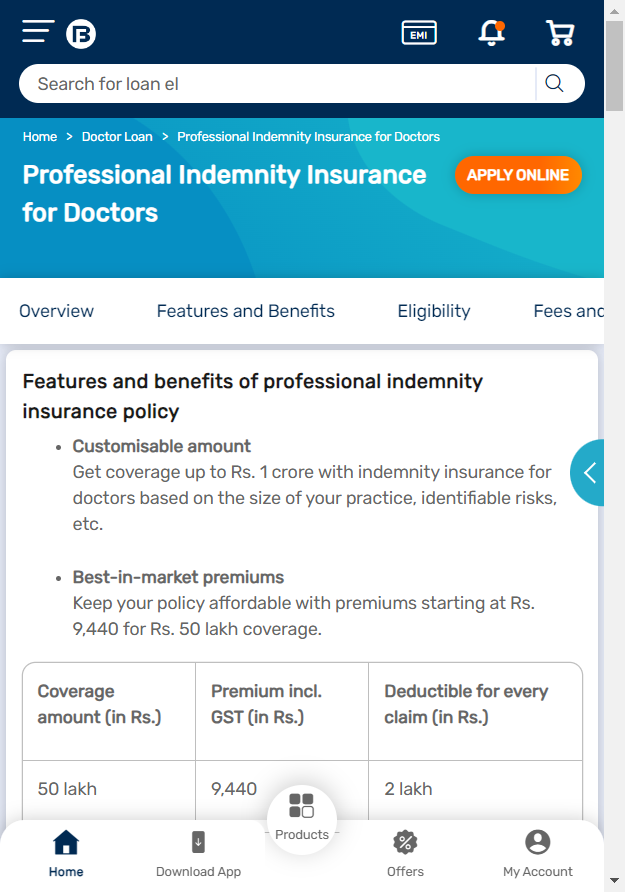 EMI
Search for loan el
Home > Doctor Loan > Professional Indemnity Insurance for Doctors
Professional Indemnity Insurance
for Doctors
APPLY ONLINE
Overview Features and Benefits Eligibility Fees and
Features and benefits of professional indemnity
insurance policy
• Customisable amount
Get coverage up to Rs. 1 crore with indemnity insurance for
doctors based on the size of your practice, identifiable risks,
etc.
• Best-in-market premiums
Keep your policy affordable with premiums starting at Rs.
9,440 for Rs. 50 lakh coverage.
Coverage
amount (in Rs.)
Premium incl.
GST (in Rs.)
Deductible for every
claim (in Rs.)
50 lakh 9,440 2 lakh
Products
Home Download App Offers My Account